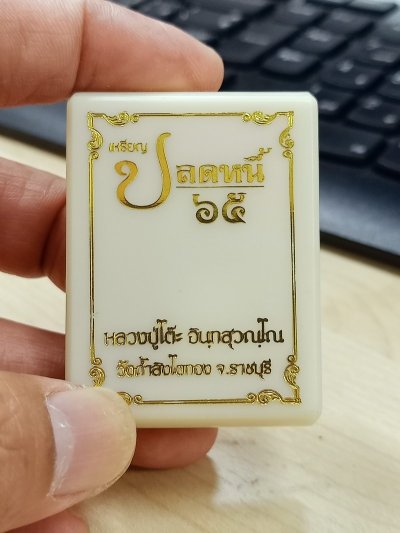 เหรียญ
ปลดหนี้
๖๕
หลวงปู่โต๊ะ อินฺทสุวณฺโณ
วัดถ้ำสิงโตทอง จ.ราชบุรี